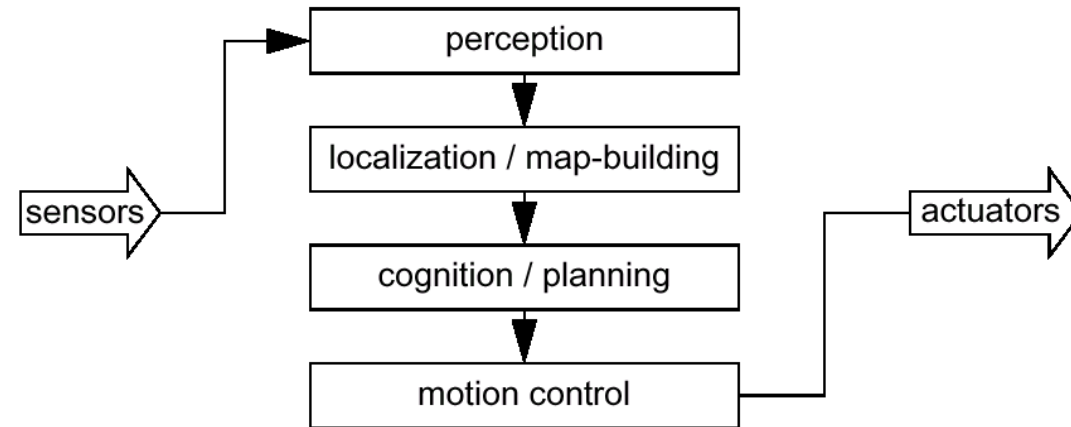 perception
localization / map-building
sensors
actuators
cognition / planning
motion control